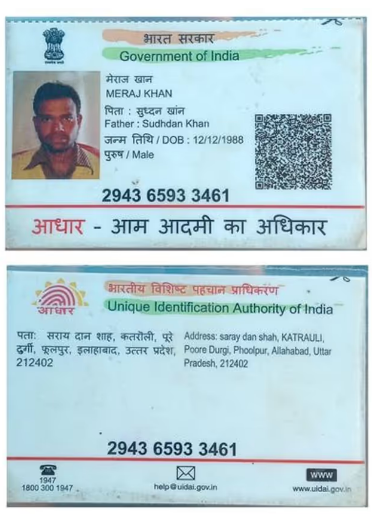 भारत सरकार
Government of India
मेराज खान
MERAJ KHAN
पिता : सुध्दन खांन
Father : Sudhdan Khan
जन्म तिथि / DOB : 12/12/1988
पुरुष / Male
2943 6593 3461
आधार - आम आदमी का अधिकार
भारतीय विशिष्ट पहचान प्राधिकरण
Unique Identification Authority of India
आधार
पता: सराय दान शाह, कतरौली, पूरे
दुर्गी, फूलपुर, इलाहाबाद, उत्तर प्रदेश,
212402
Address: saray dan shah, KATRAULI,
Poore Durgi, Phoolpur, Allahabad, Uttar
Pradesh, 212402
2943 6593 3461
1947
1800 300 1947
help@uidai.gov.in
www
www.uidai.gov.in